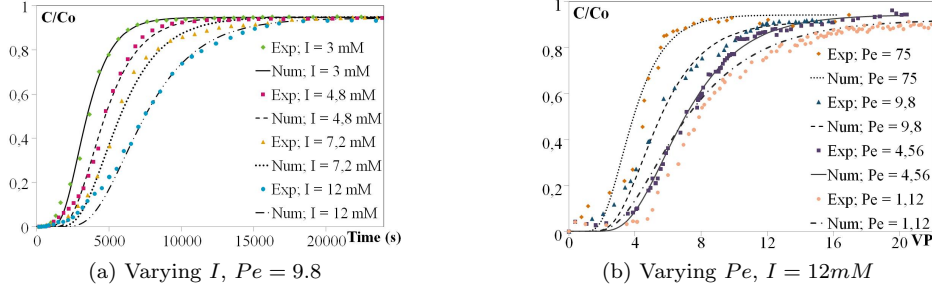 C/Co
1
0,8
0,6
0,4
0,2
0
0
5000
10000
15000
20000
Time (s)
Exp; I = 3 mM
Num; I = 3 mM
Exp; I = 4,8 mM
Num; I = 4,8 mM
Exp; I = 7,2 mM
Num; I = 7,2 mM
Exp; I = 12 mM
Num; I = 12 mM
(a) Varying I, Pe = 9.8
1
C/Co
0,8
0,6
0,4
0,2
0
0
4
8
12
16
20
VP
Exp; Pe = 75
Num; Pe = 75
Exp; Pe = 9,8
Num; Pe = 9,8
Exp; Pe = 4,56
Num; Pe = 4,56
Exp; Pe = 1,12
Num; Pe = 1,12
(b) Varying Pe, I = 12mM